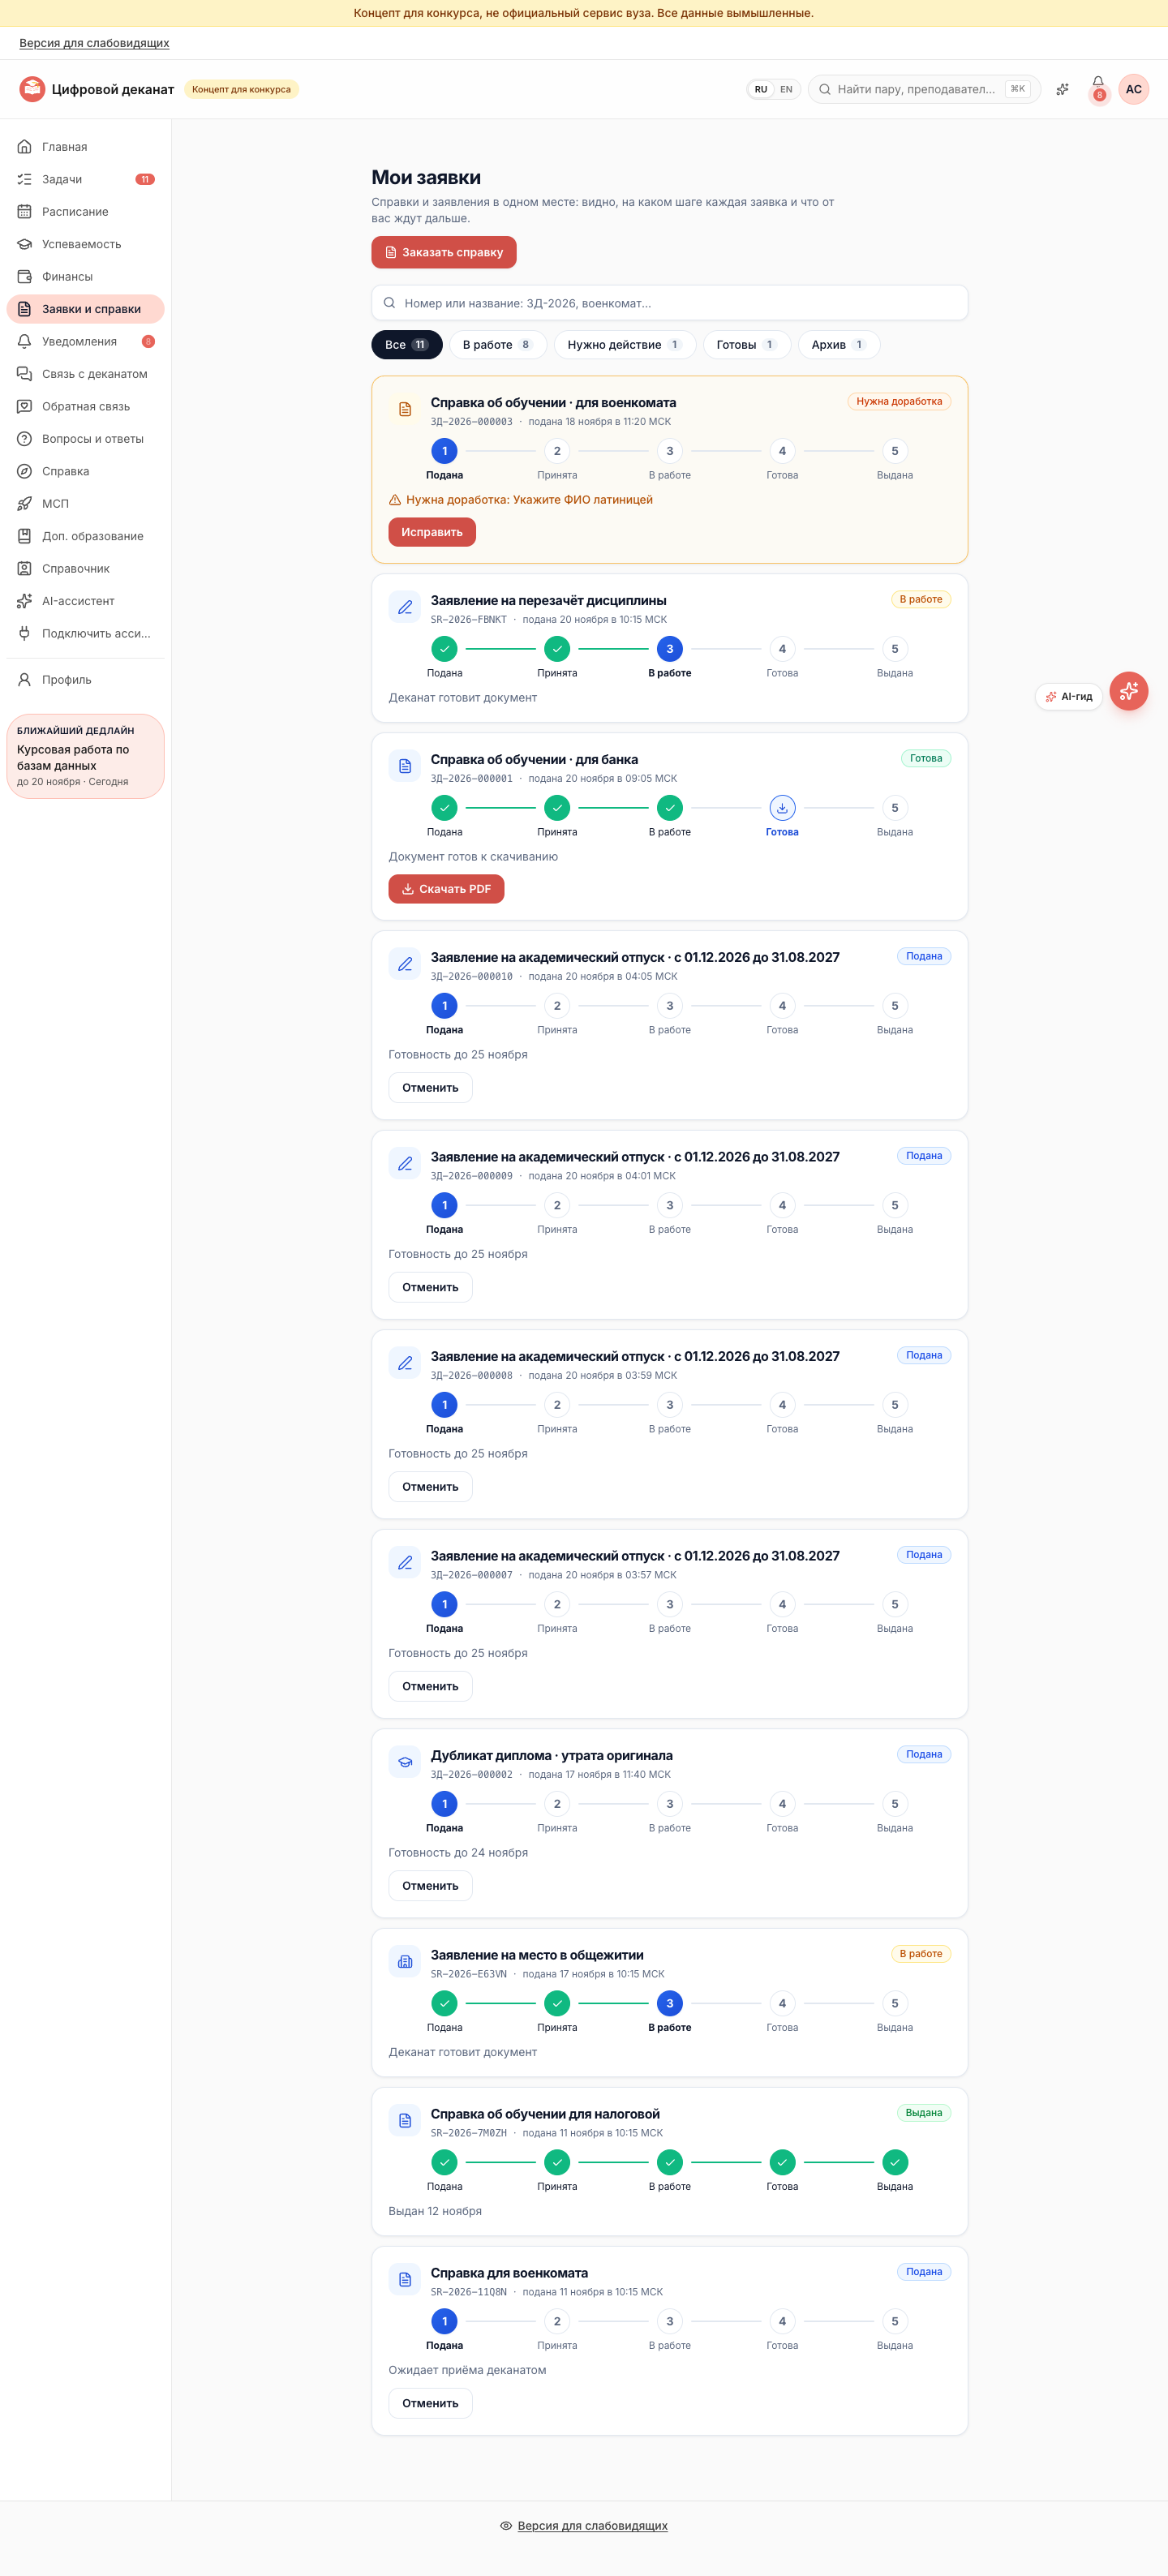 Концепт для конкурса, не официальный сервис вуза. Все данные вымышленные.
Версия для слабовидящих
Цифровой деканат
Концепт для конкурса
RU EN
Найти пару, преподавател... ⌘K
8
АС
Главная
Задачи 11
Расписание
Успеваемость
Финансы
Заявки и справки
Уведомления 8
Связь с деканатом
Обратная связь
Вопросы и ответы
Справка
МСП
Доп. образование
Справочник
AI-ассистент
Подключить асси...
Профиль
БЛИЖАЙШИЙ ДЕДЛАЙН
Курсовая работа по
базам данных
до 20 ноября · Сегодня
Мои заявки
Справки и заявления в одном месте: видно, на каком шаге каждая заявка и что от
вас ждут дальше.
Заказать справку
Номер или название: ЗД-2026, военкомат...
Все 11 В работе 8 Нужно действие 1 Готовы 1 Архив 1
Справка об обучении · для военкомата Нужна доработка
ЗД-2026-000003 · подана 18 ноября в 11:20 МСК
1 2 3 4 5
Подана Принята В работе Готова Выдана
Нужна доработка: Укажите ФИО латиницей
Исправить
Заявление на перезачёт дисциплины В работе
SR-2026-FBNKT · подана 20 ноября в 10:15 МСК
3 4 5
Подана Принята В работе Готова Выдана
Деканат готовит документ
AI-гид
Справка об обучении · для банка Готова
ЗД-2026-000001 · подана 20 ноября в 09:05 МСК
5
Подана Принята В работе Готова Выдана
Документ готов к скачиванию
Скачать PDF
Заявление на академический отпуск · с 01.12.2026 до 31.08.2027 Подана
ЗД-2026-000010 · подана 20 ноября в 04:05 МСК
1 2 3 4 5
Подана Принята В работе Готова Выдана
Готовность до 25 ноября
Отменить
Заявление на академический отпуск · с 01.12.2026 до 31.08.2027 Подана
ЗД-2026-000009 · подана 20 ноября в 04:01 МСК
1 2 3 4 5
Подана Принята В работе Готова Выдана
Готовность до 25 ноября
Отменить
Заявление на академический отпуск · с 01.12.2026 до 31.08.2027 Подана
ЗД-2026-000008 · подана 20 ноября в 03:59 МСК
1 2 3 4 5
Подана Принята В работе Готова Выдана
Готовность до 25 ноября
Отменить
Заявление на академический отпуск · с 01.12.2026 до 31.08.2027 Подана
ЗД-2026-000007 · подана 20 ноября в 03:57 МСК
1 2 3 4 5
Подана Принята В работе Готова Выдана
Готовность до 25 ноября
Отменить
Дубликат диплома · утрата оригинала Подана
ЗД-2026-000002 · подана 17 ноября в 11:40 МСК
1 2 3 4 5
Подана Принята В работе Готова Выдана
Готовность до 24 ноября
Отменить
Заявление на место в общежитии В работе
SR-2026-E63VN · подана 17 ноября в 10:15 МСК
3 4 5
Подана Принята В работе Готова Выдана
Деканат готовит документ
Справка об обучении для налоговой Выдана
SR-2026-7M0ZH · подана 11 ноября в 10:15 МСК
Подана Принята В работе Готова Выдана
Выдан 12 ноября
Справка для военкомата Подана
SR-2026-11Q8N · подана 11 ноября в 10:15 МСК
1 2 3 4 5
Подана Принята В работе Готова Выдана
Ожидает приёма деканатом
Отменить
Версия для слабовидящих